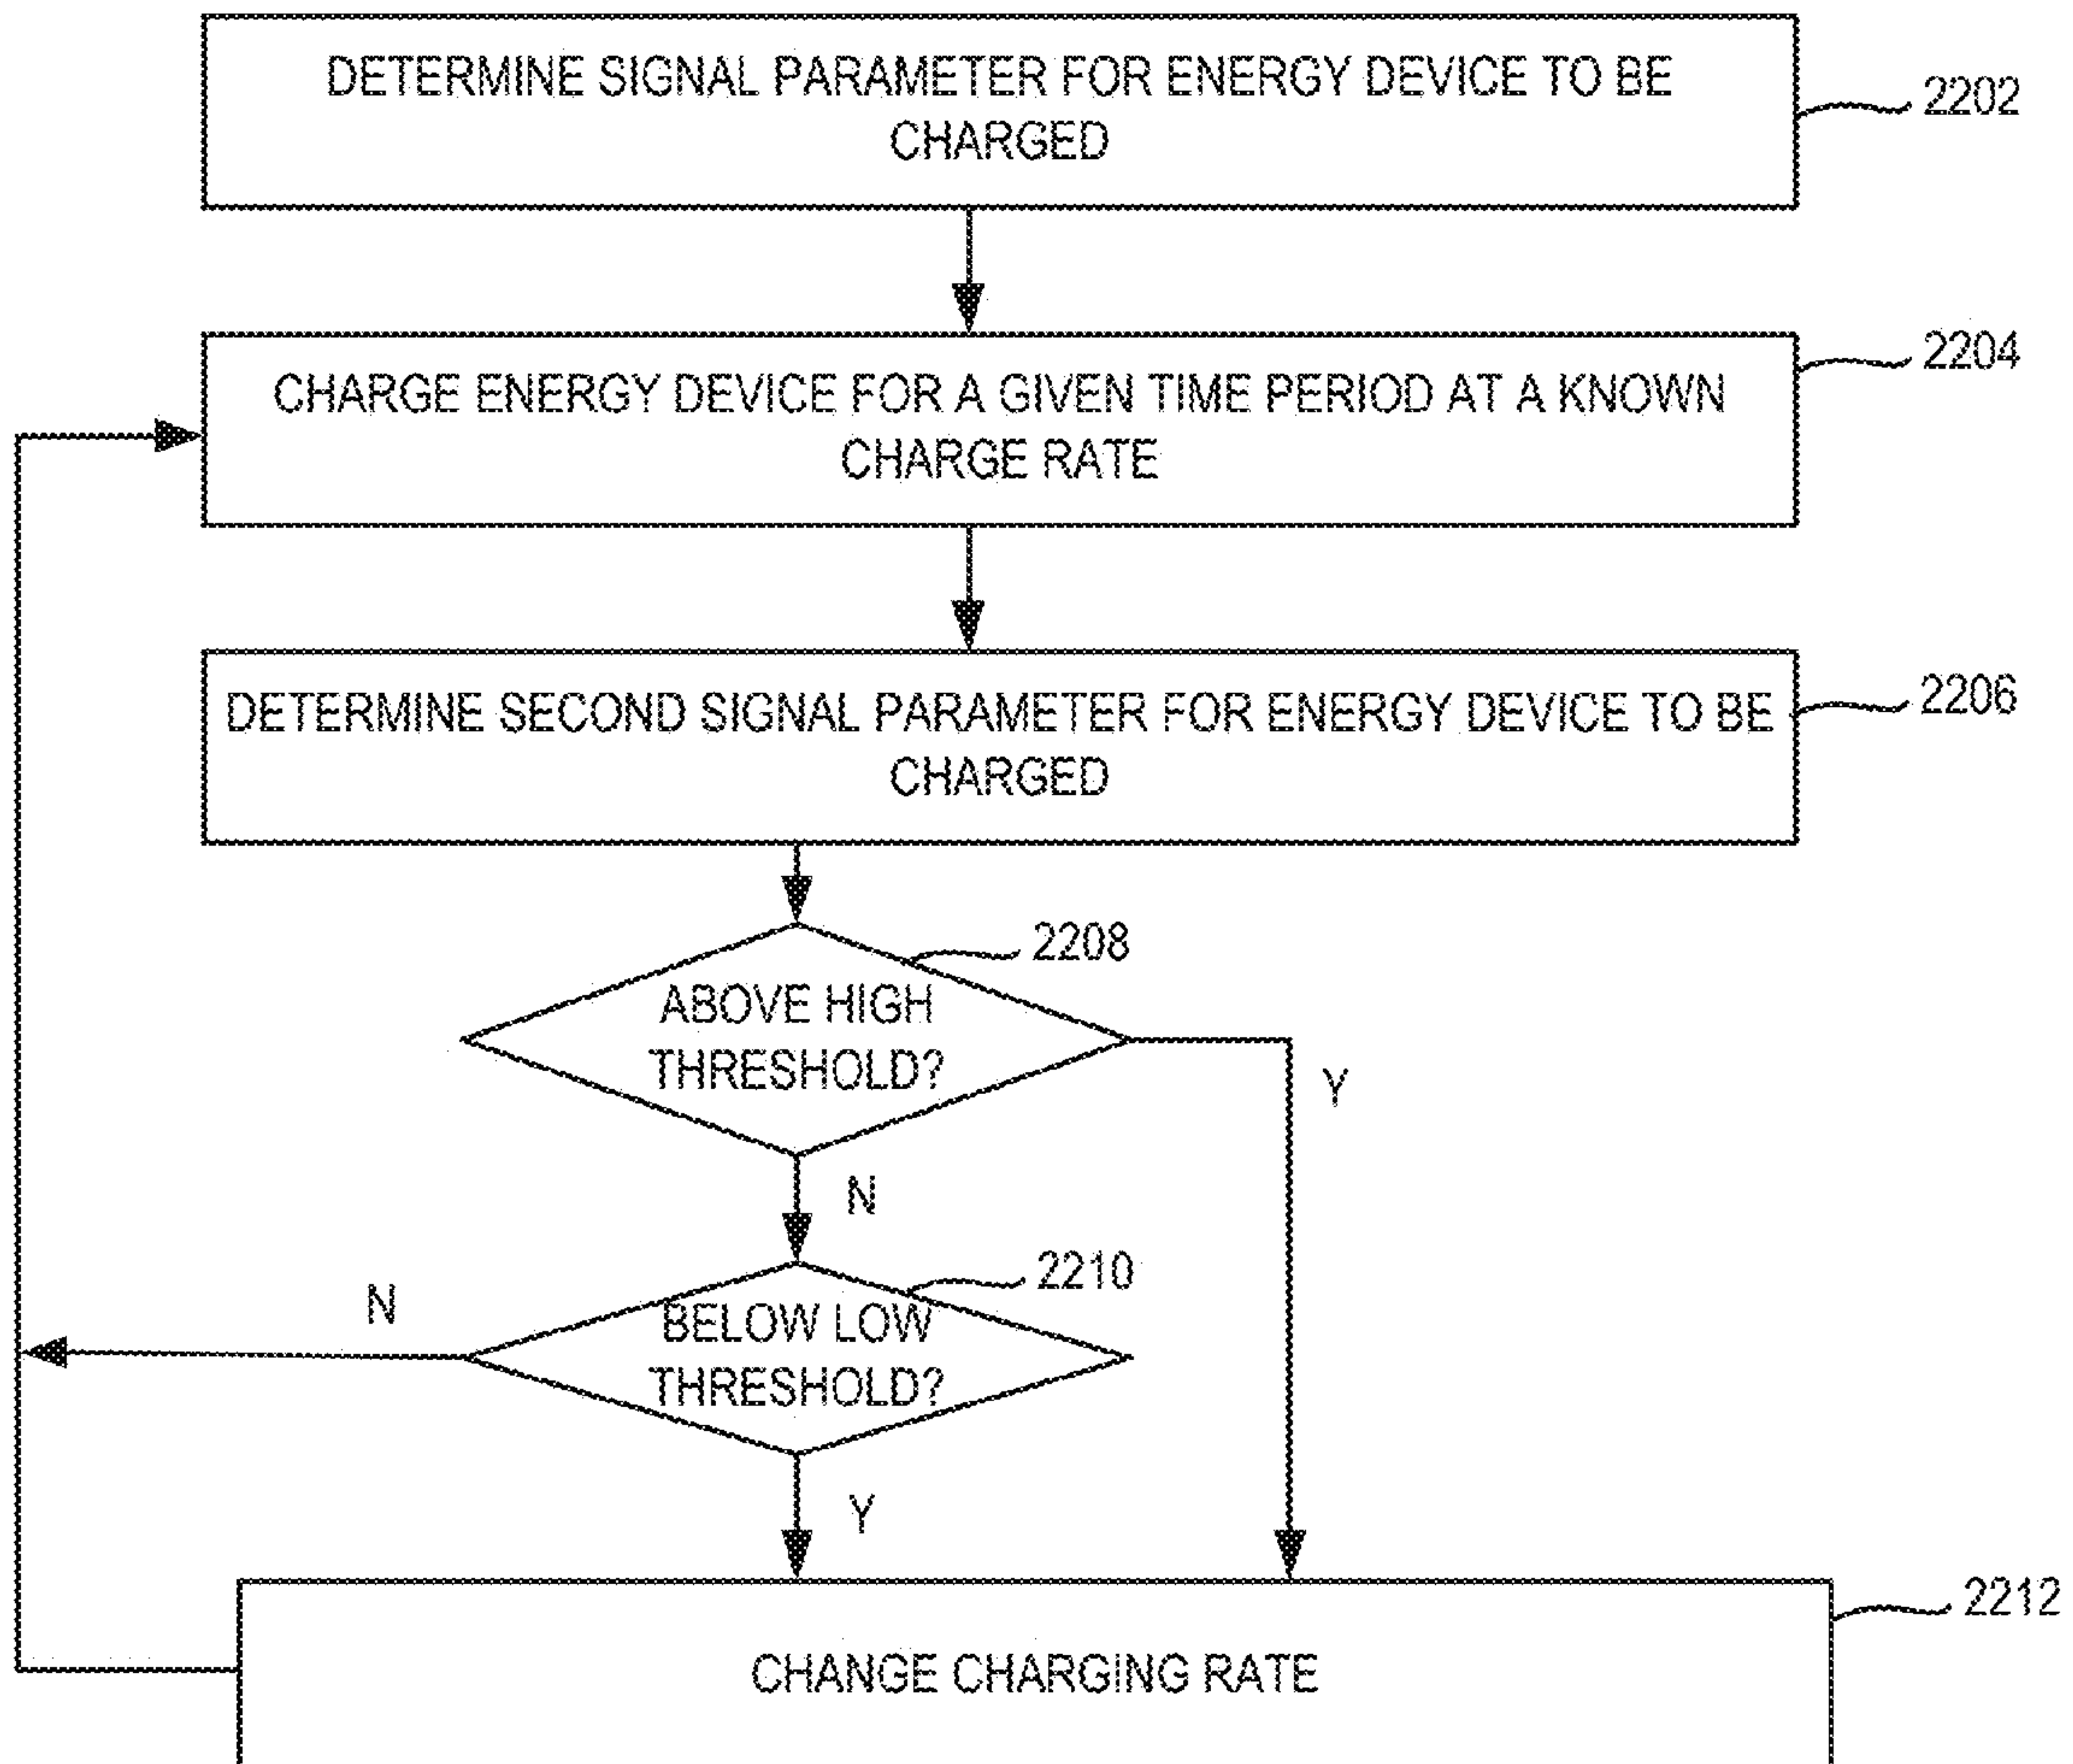 DETERMINE SIGNAL PARAMETER FOR ENERGY DEVICE TO BE
CHARGED
2202
CHARGE ENERGY DEVICE FOR A GIVEN TIME PERIOD AT A KNOWN
CHARGE RATE
2204
DETERMINE SECOND SIGNAL PARAMETER FOR ENERGY DEVICE TO BE
CHARGED
2206
2208
ABOVE HIGH
THRESHOLD?
Y
N
2210
N
BELOW LOW
THRESHOLD?
Y
2212
CHANGE CHARGING RATE